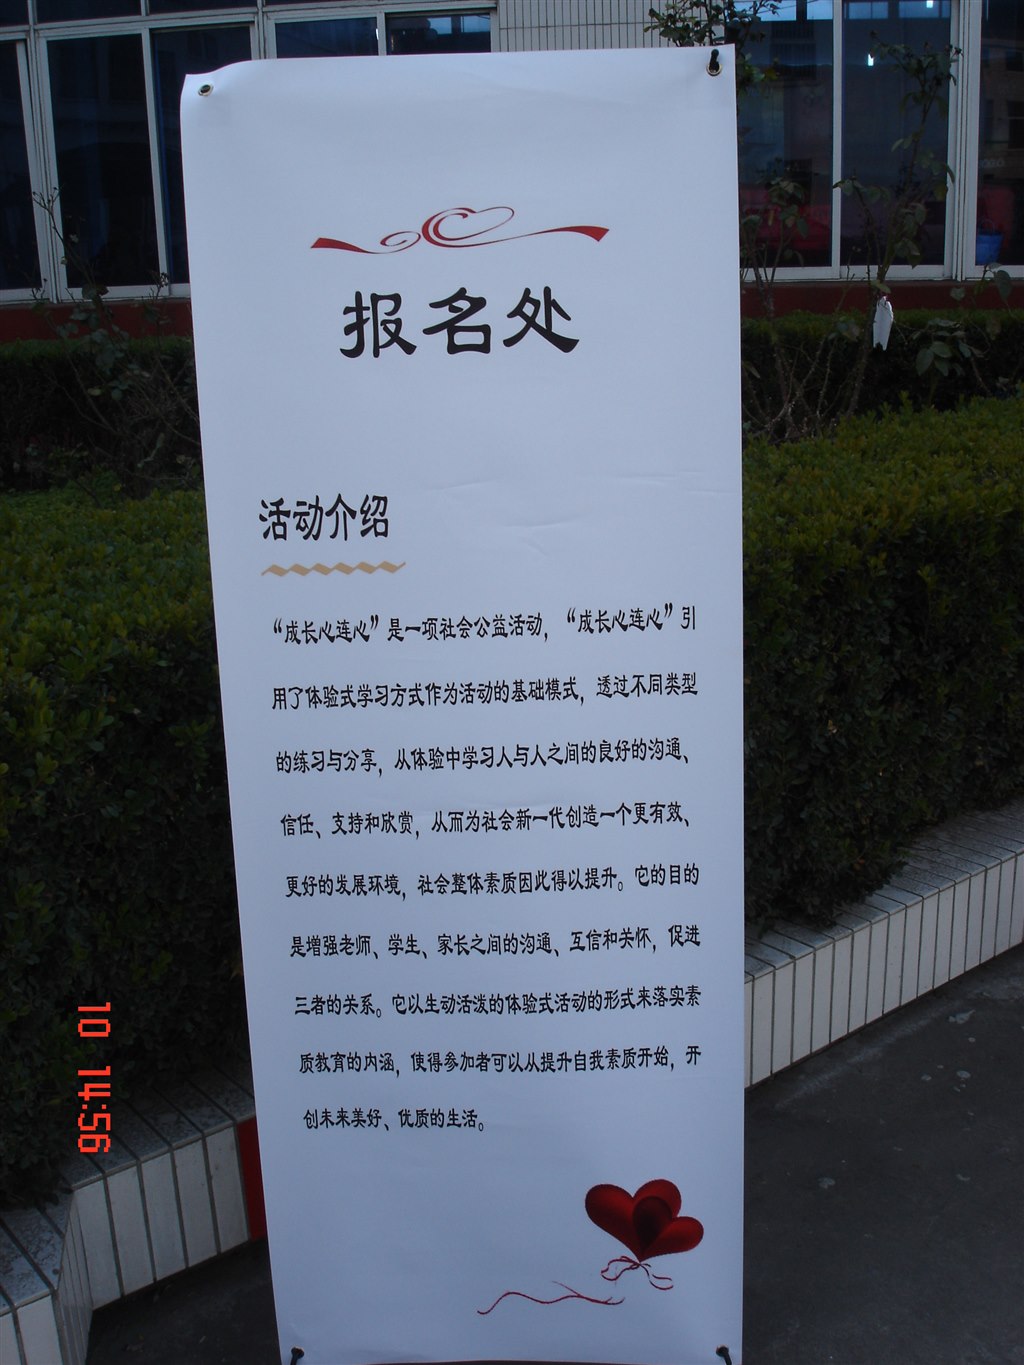 报名处
活动介绍
“成长心连心”是一项社会公益活动，“成长心连心”引
用了体验式学习方式作为活动的基础模式，透过不同类型
的练习与分享，从体验中学习人与人之间的良好的沟通、
信任、支持和欣赏，从而为社会新一代创造一个更有效、
更好的发展环境，社会整体素质因此得以提升。它的目的
是增强老师、学生、家长之间的沟通、互信和关怀，促进
三者的关系。它以生动活泼的体验式活动的形式来落实素
质教育的内涵，使得参加者可以从提升自我素质开始，开
创未来美好、优质的生活。
10 14:56